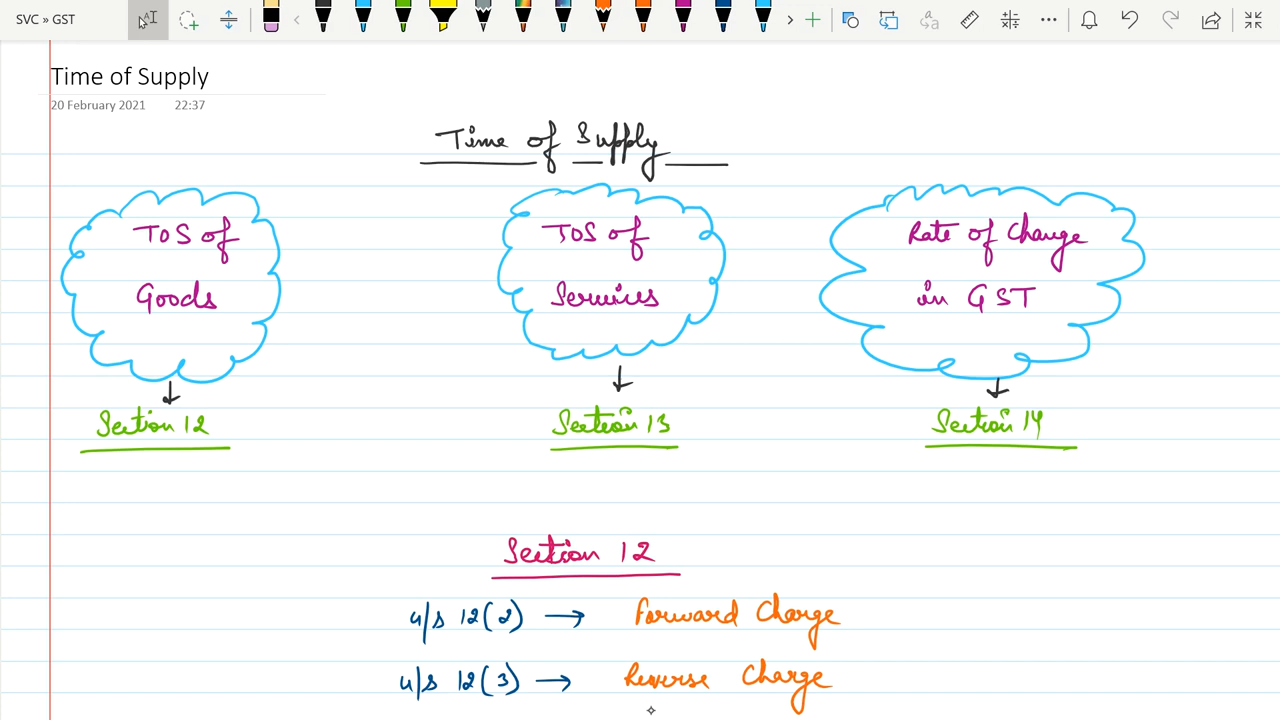 SVC » GST
Time of Supply
20 February 2021 22:37
Time of Supply
TOS of
Goods
TOS of
Services
Rate of Change
in GST
Section 12
Section 13
Section 14
Section 12
u/s 12(2) → Forward Charge
u/s 12(3) → Reverse Charge